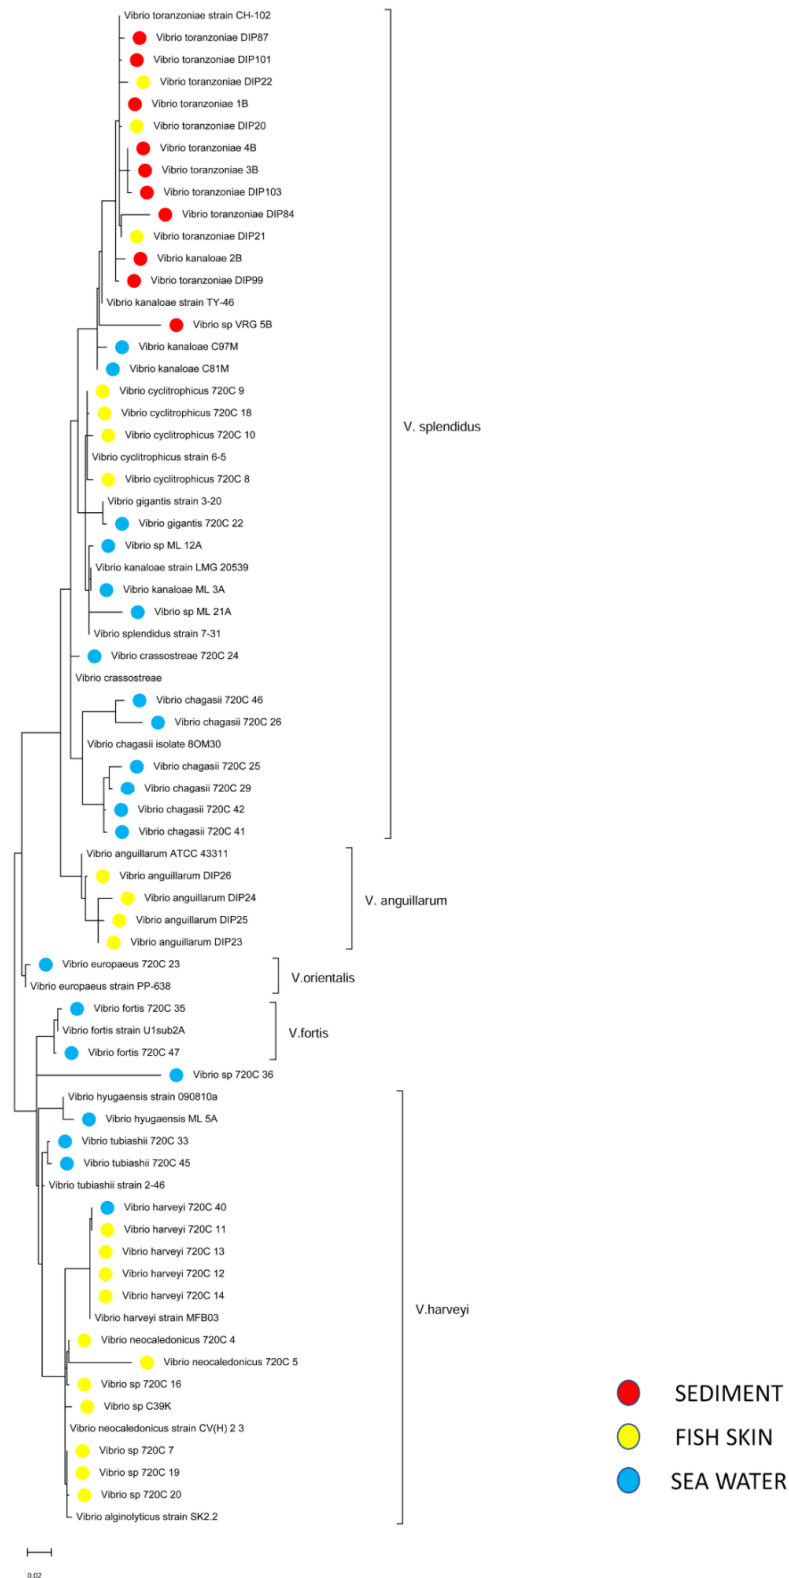 Vibrio toranzoniae strain CH-102
Vibrio toranzoniae DIP87
Vibrio toranzoniae DIP101
Vibrio toranzoniae DIP22
Vibrio toranzoniae 1B
Vibrio toranzoniae DIP20
Vibrio toranzoniae 4B
Vibrio toranzoniae 3B
Vibrio toranzoniae DIP103
Vibrio toranzoniae DIP84
Vibrio toranzoniae DIP21
Vibrio kanaloae 2B
Vibrio toranzoniae DIP99
Vibrio kanaloae strain TY-46
Vibrio sp VRG 5B
Vibrio kanaloae C97M
Vibrio kanaloae C81M
Vibrio cyclitrophicus 720C 9
Vibrio cyclitrophicus 720C 18
V. splendidus
Vibrio cyclitrophicus 720C 10
Vibrio cyclitrophicus strain 6-5
Vibrio cyclitrophicus 720C 8
Vibrio gigantis strain 3-20
Vibrio gigantis 720C 22
Vibrio sp ML 12A
Vibrio kanaloae strain LMG 20539
Vibrio kanaloae ML 3A
Vibrio sp ML 21A
Vibrio splendidus strain 7-31
Vibrio crassostreae 720C 24
Vibrio crassostreae
Vibrio chagasii 720C 46
Vibrio chagasii 720C 26
Vibrio chagasii isolate 8OM30
Vibrio chagasii 720C 25
Vibrio chagasii 720C 29
Vibrio chagasii 720C 42
Vibrio chagasii 720C 41
Vibrio anguillarum ATCC 43311
Vibrio anguillarum DIP26
Vibrio anguillarum DIP24
V. anguillarum
Vibrio anguillarum DIP25
Vibrio anguillarum DIP23
Vibrio europaeus 720C 23
V.orientalis
Vibrio europaeus strain PP-638
Vibrio fortis 720C 35
Vibrio fortis strain U1sub2A
V.fortis
Vibrio fortis 720C 47
Vibrio sp 720C 36
Vibrio hyugaensis strain 090810a
Vibrio hyugaensis ML 5A
Vibrio tubiashii 720C 33
Vibrio tubiashii 720C 45
Vibrio tubiashii strain 2-46
Vibrio harveyi 720C 40
Vibrio harveyi 720C 11
Vibrio harveyi 720C 13
Vibrio harveyi 720C 12
Vibrio harveyi 720C 14
V.harveyi
Vibrio harveyi strain MFB03
Vibrio neocaledonicus 720C 4
Vibrio neocaledonicus 720C 5
Vibrio sp 720C 16
Vibrio sp C39K
Vibrio neocaledonicus strain CV(H) 2 3
Vibrio sp 720C 7
Vibrio sp 720C 19
Vibrio sp 720C 20
Vibrio alginolyticus strain SK2.2
SEDIMENT
FISH SKIN
SEA WATER
0.02